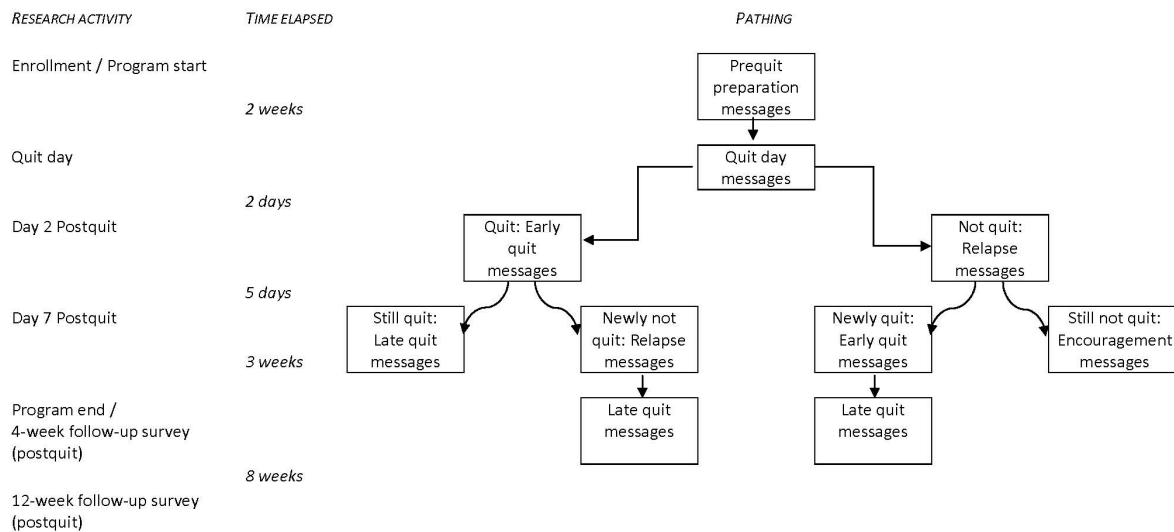 RESEARCH ACTIVITY
TIME ELAPSED
PATHING
Enrollment / Program start
Prequit
preparation
messages
2 weeks
Quit day
Quit day
messages
2 days
Day 2 Postquit
Quit: Early
quit
messages
Not quit:
Relapse
messages
5 days
Day 7 Postquit
Still quit:
Late quit
messages
Newly not
quit: Relapse
messages
Newly quit:
Early quit
messages
Still not quit:
Encouragement
messages
3 weeks
Program end /
4-week follow-up survey
(postquit)
Late quit
messages
Late quit
messages
8 weeks
12-week follow-up survey
(postquit)